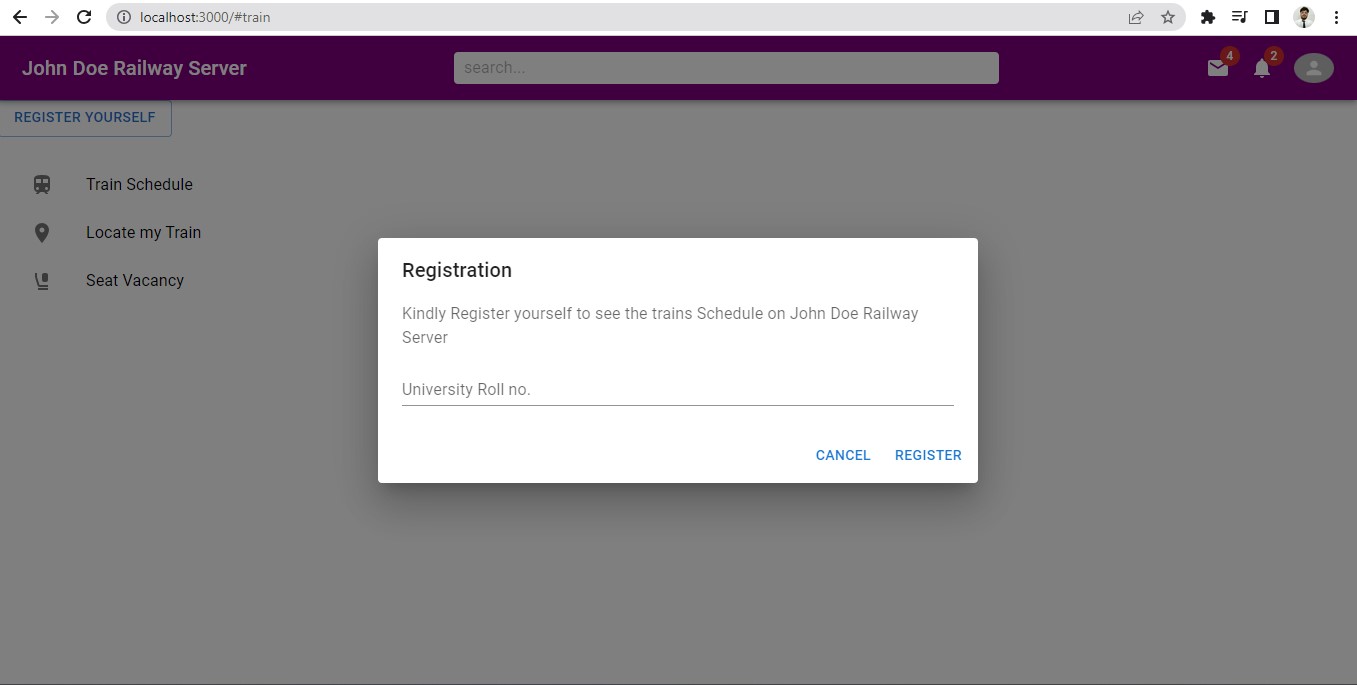 localhost:3000/#train
John Doe Railway Server
search...
4
2
REGISTER YOURSELF
Train Schedule
Locate my Train
Seat Vacancy
Registration
Kindly Register yourself to see the trains Schedule on John Doe Railway
Server
University Roll no.
CANCEL REGISTER